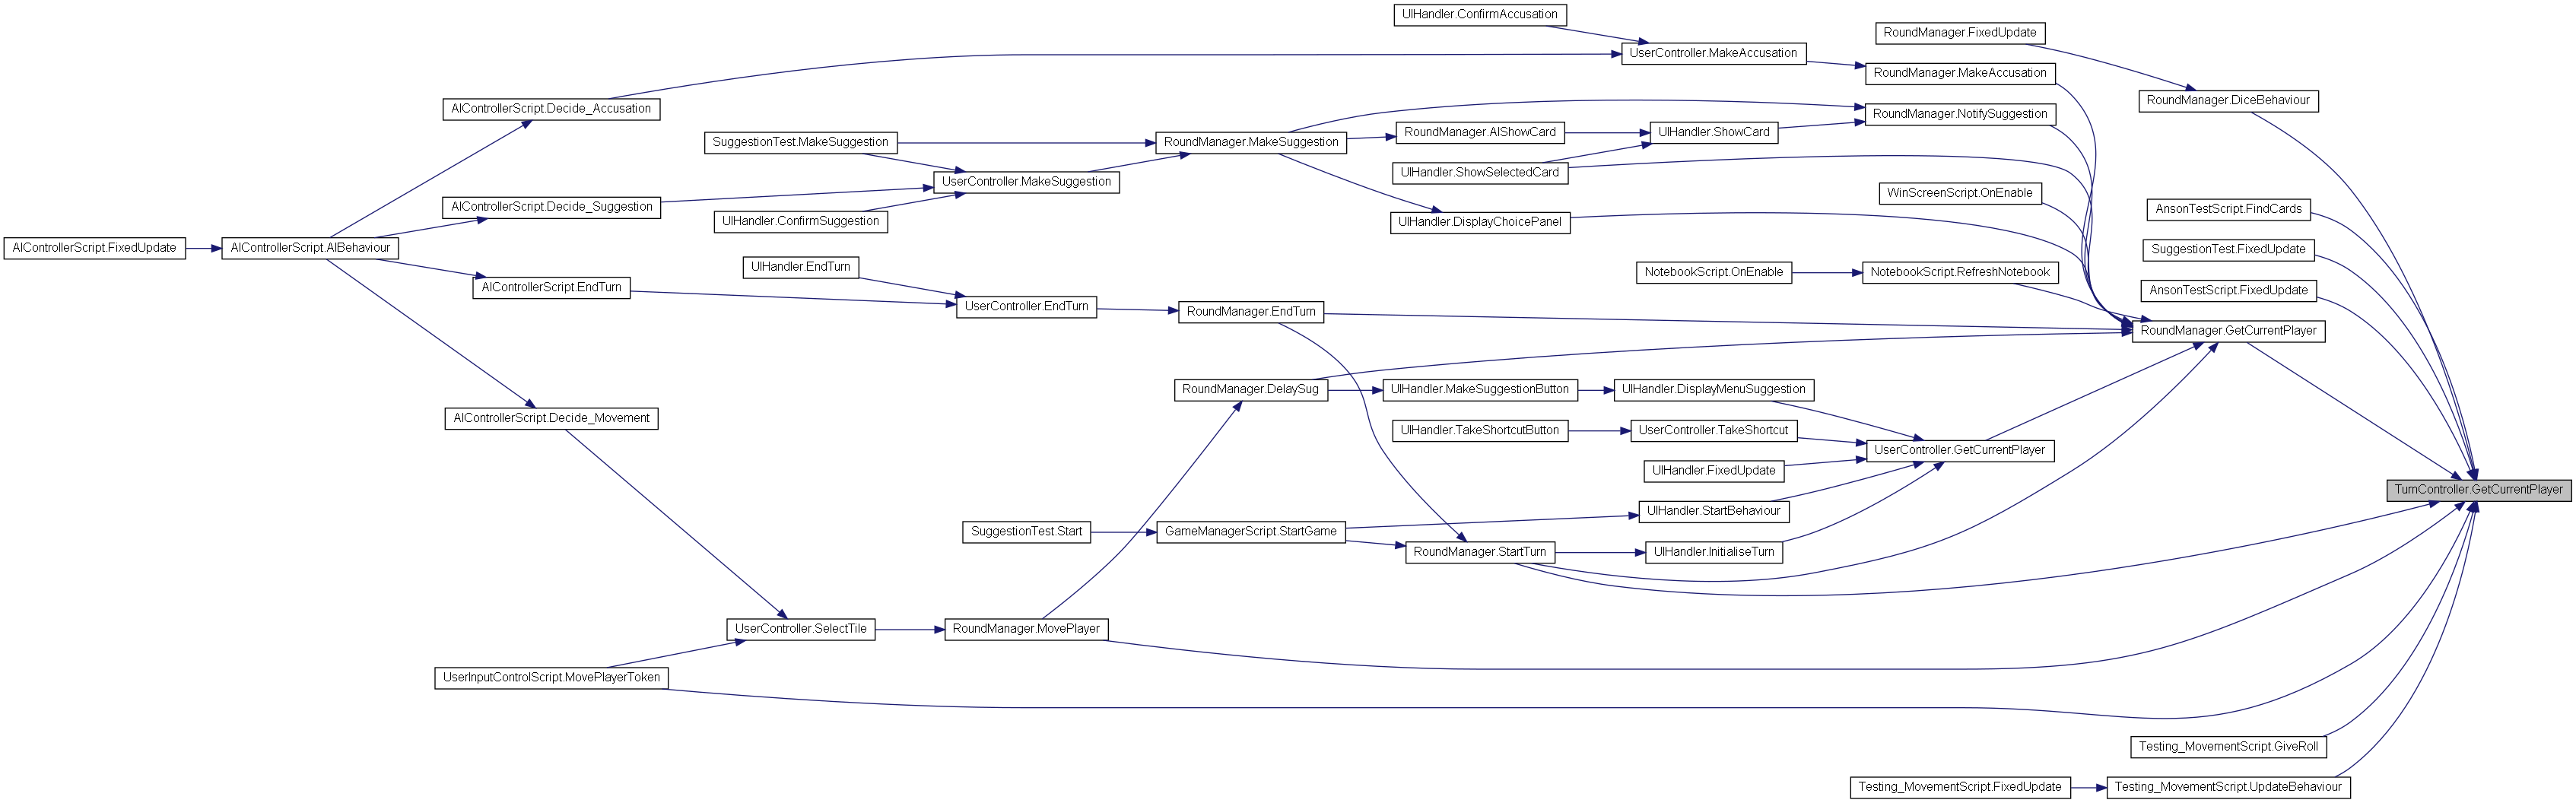 UIHandler.ConfirmAccusation
RoundManager.FixedUpdate
UserController.MakeAccusation
RoundManager.MakeAccusation
RoundManager.DiceBehaviour
AIControllerScript.Decide_Accusation
RoundManager.NotifySuggestion
RoundManager.AIShowCard
UIHandler.ShowCard
SuggestionTest.MakeSuggestion
RoundManager.MakeSuggestion
UIHandler.ShowSelectedCard
UserController.MakeSuggestion
WinScreenScript.OnEnable
AIControllerScript.Decide_Suggestion
AnsonTestScript.FindCards
UIHandler.ConfirmSuggestion
UIHandler.DisplayChoicePanel
AIControllerScript.FixedUpdate
AIControllerScript.AIBehaviour
SuggestionTest.FixedUpdate
UIHandler.EndTurn
NotebookScript.OnEnable
NotebookScript.RefreshNotebook
AIControllerScript.EndTurn
AnsonTestScript.FixedUpdate
UserController.EndTurn
RoundManager.EndTurn
RoundManager.GetCurrentPlayer
RoundManager.DelaySug
UIHandler.MakeSuggestionButton
UIHandler.DisplayMenuSuggestion
AIControllerScript.Decide_Movement
UIHandler.TakeShortcutButton
UserController.TakeShortcut
UserController.GetCurrentPlayer
UIHandler.FixedUpdate
TurnController.GetCurrentPlayer
UIHandler.StartBehaviour
SuggestionTest.Start
GameManagerScript.StartGame
RoundManager.StartTurn
UIHandler.InitialiseTurn
UserController.SelectTile
RoundManager.MovePlayer
UserInputControlScript.MovePlayerToken
Testing_MovementScript.GiveRoll
Testing_MovementScript.FixedUpdate
Testing_MovementScript.UpdateBehaviour